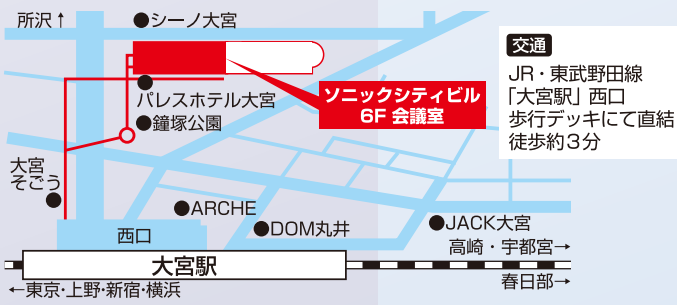 所沢↑
シーノ大宮
パレスホテル大宮
鐘塚公園
ソニックシティビル
6F 会議室
交通
JR・東武野田線
「大宮駅」西口
歩行デッキにて直結
徒歩約3分
大宮
そごう
ARCHE
DOM丸井
JACK大宮
西口
高崎・宇都宮→
大宮駅
春日部→
←東京・上野・新宿・横浜